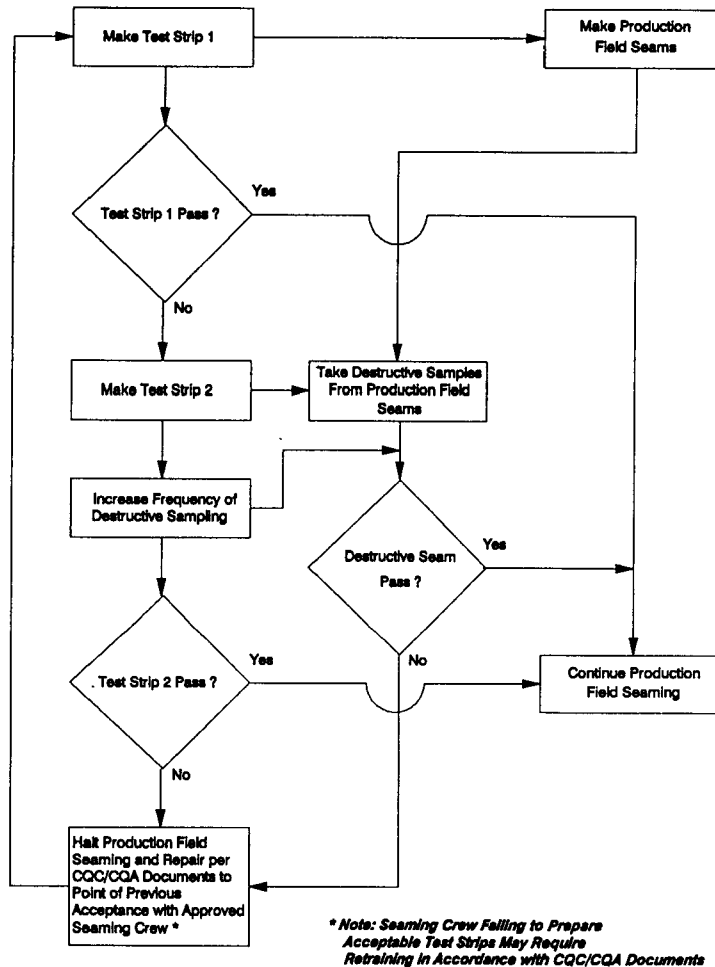 Make Test Strip 1
Make Production
Field Seams
Yes
Test Strip 1 Pass ?
No
Make Test Strip 2
Take Destructive Samples
From Production Field
Seams
Increase Frequency of
Destructive Sampling
Destructive Seam
Pass ?
Yes
No
. Test Strip 2 Pass ?
Yes
No
Continue Production
Field Seaming
Halt Production Field
Seaming and Repair per
CQC/CQA Documents to
Point of Previous
Acceptance with Approved
Seaming Crew *
* Note: Seaming Crew Failing to Prepare
Acceptable Test Strips May Require
Retraining in Accordance with CQC/CQA Documents